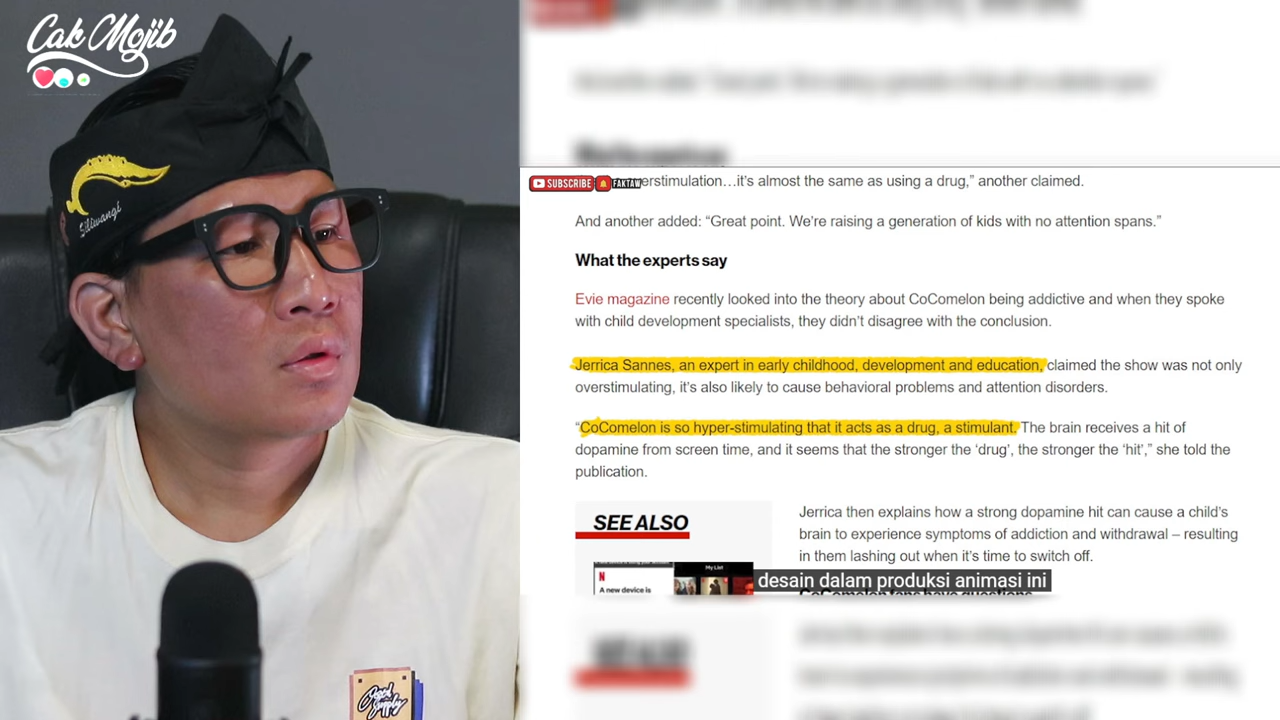 Cak Mojib
Siliwangi
SUBSCRIBE
FAKTAW
erstimulation…it’s almost the same as using a drug,” another claimed.
And another added: “Great point. We’re raising a generation of kids with no attention spans.”
What the experts say
Evie magazine recently looked into the theory about CoComelon being addictive and when they spoke
with child development specialists, they didn’t disagree with the conclusion.
Jerrica Sannes, an expert in early childhood, development and education, claimed the show was not only
overstimulating, it’s also likely to cause behavioral problems and attention disorders.
“CoComelon is so hyper-stimulating that it acts as a drug, a stimulant. The brain receives a hit of
dopamine from screen time, and it seems that the stronger the ‘drug’, the stronger the ‘hit’,” she told the
publication.
SEE ALSO
Jerrica then explains how a strong dopamine hit can cause a child’s
brain to experience symptoms of addiction and withdrawal – resulting
in them lashing out when it’s time to switch off.
N
My List
A new device is
desain dalam produksi animasi ini
CoComelon fans have questions
Good
Supply